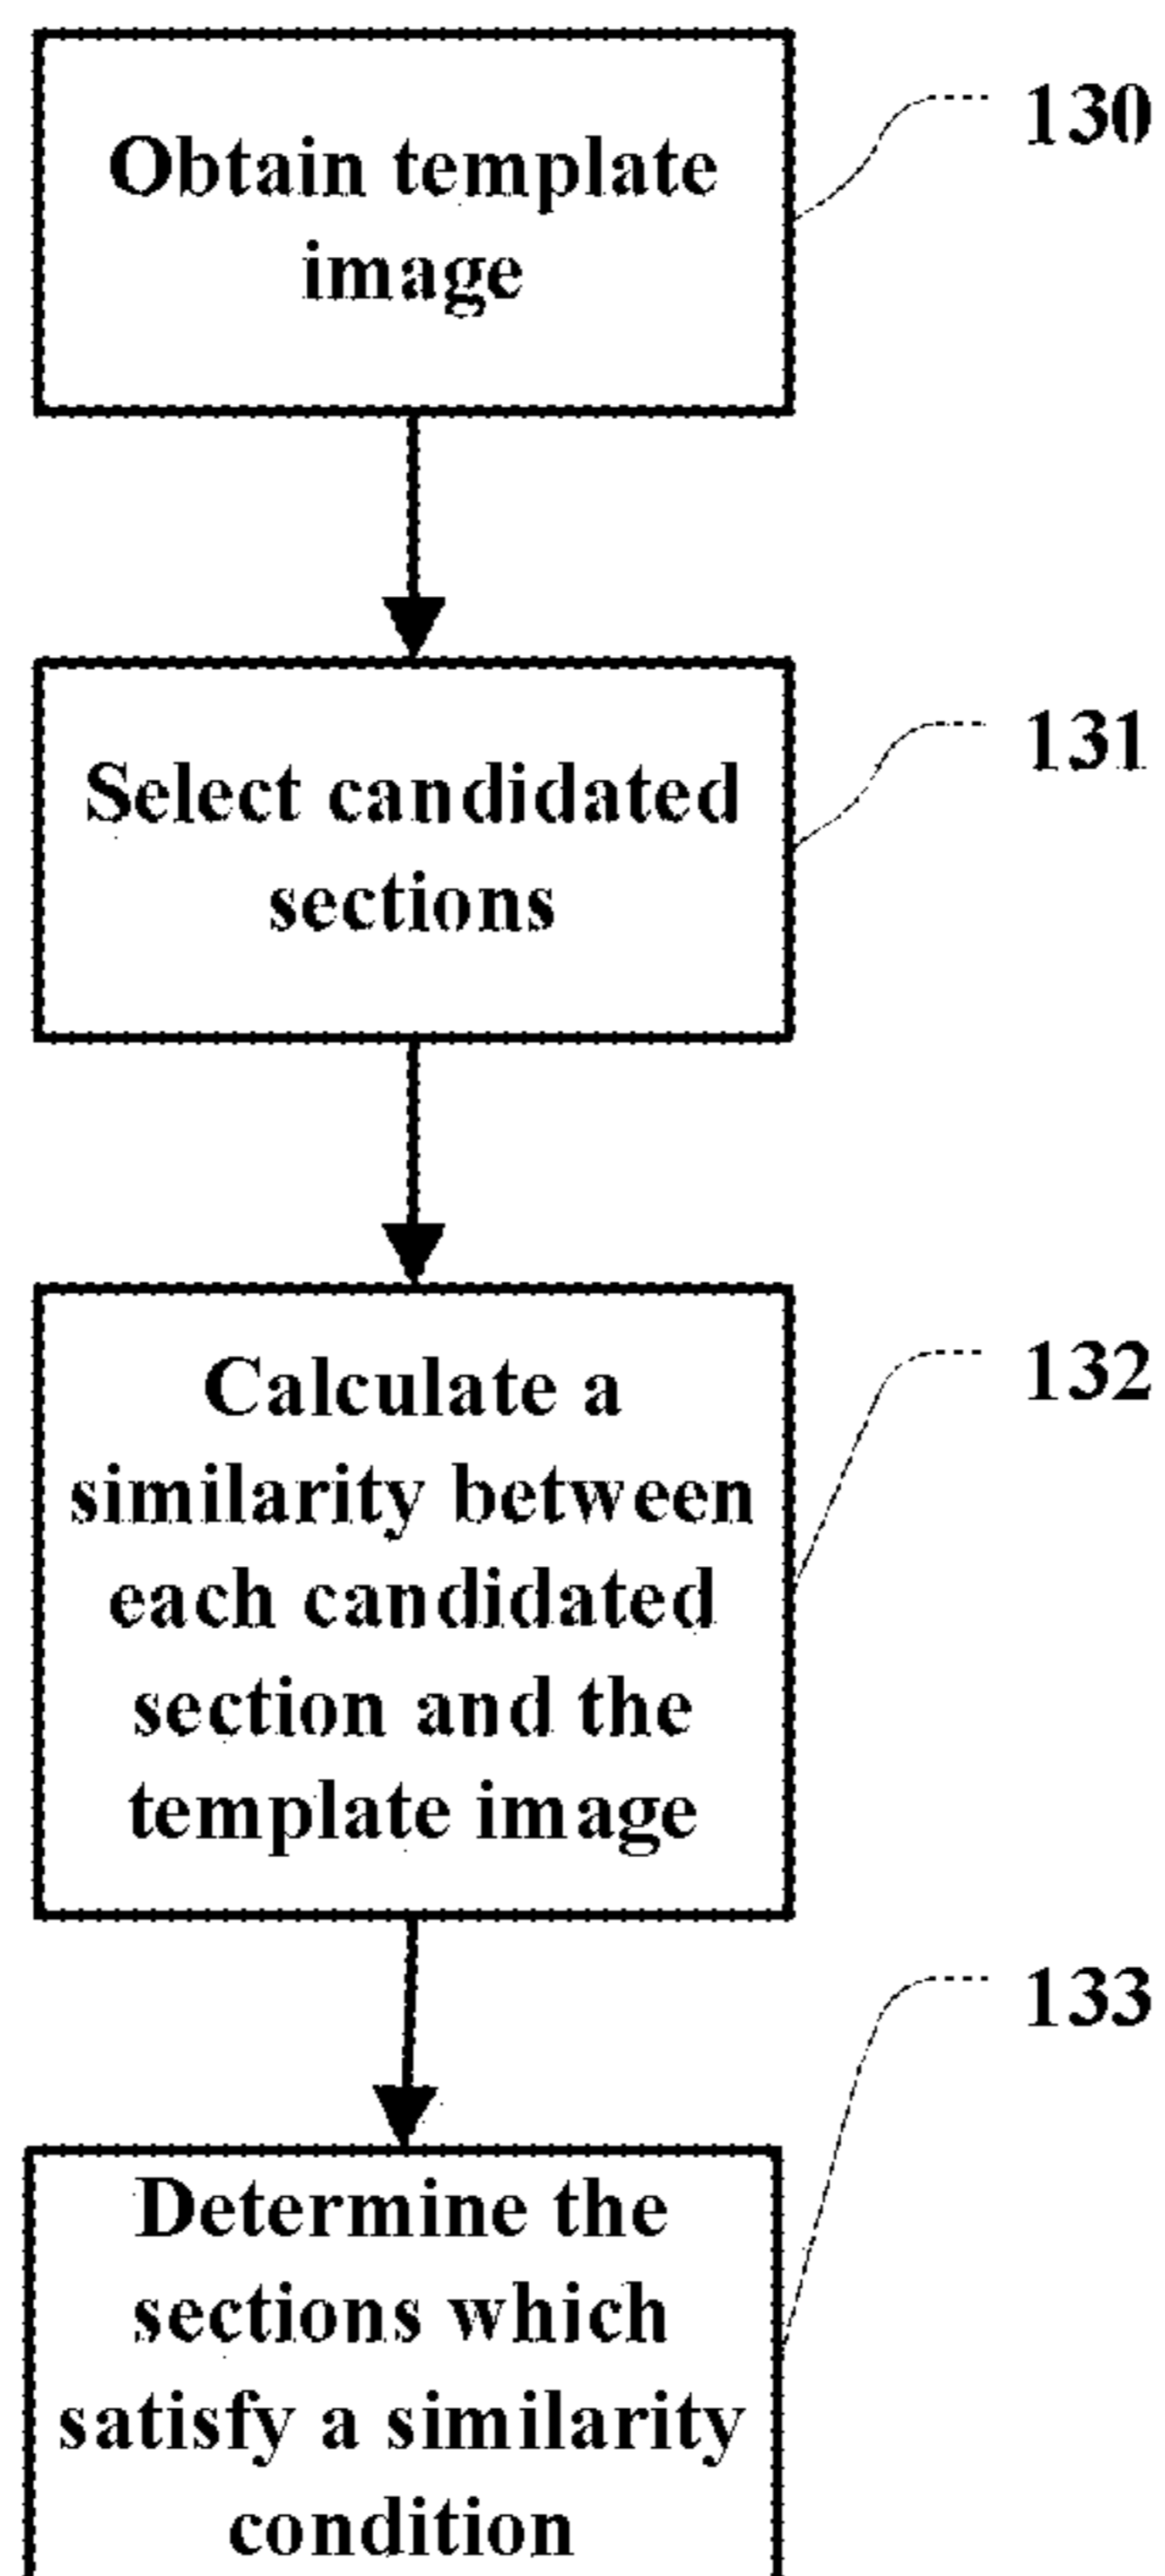 Obtain template
image
130
Select candidated
sections
131
Calculate a
similarity between
each candidated
section and the
template image
132
Determine the
sections which
satisfy a similarity
condition
133